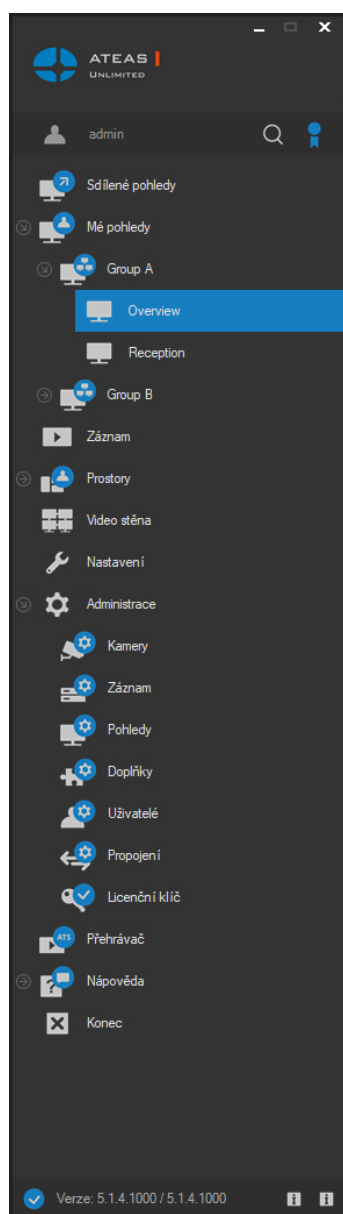 ATEAS
UNLIMITED
admin
Sdílené pohledy
Mé pohledy
Group A
Overview
Reception
Group B
Záznam
Prostory
Video stěna
Nastavení
Administrace
Kamery
Záznam
Pohledy
Doplňky
Uživatelé
Propojení
Licenční klíč
ATS
Přehrávač
Nápověda
Konec
Verze: 5.1.4.1000 / 5.1.4.1000